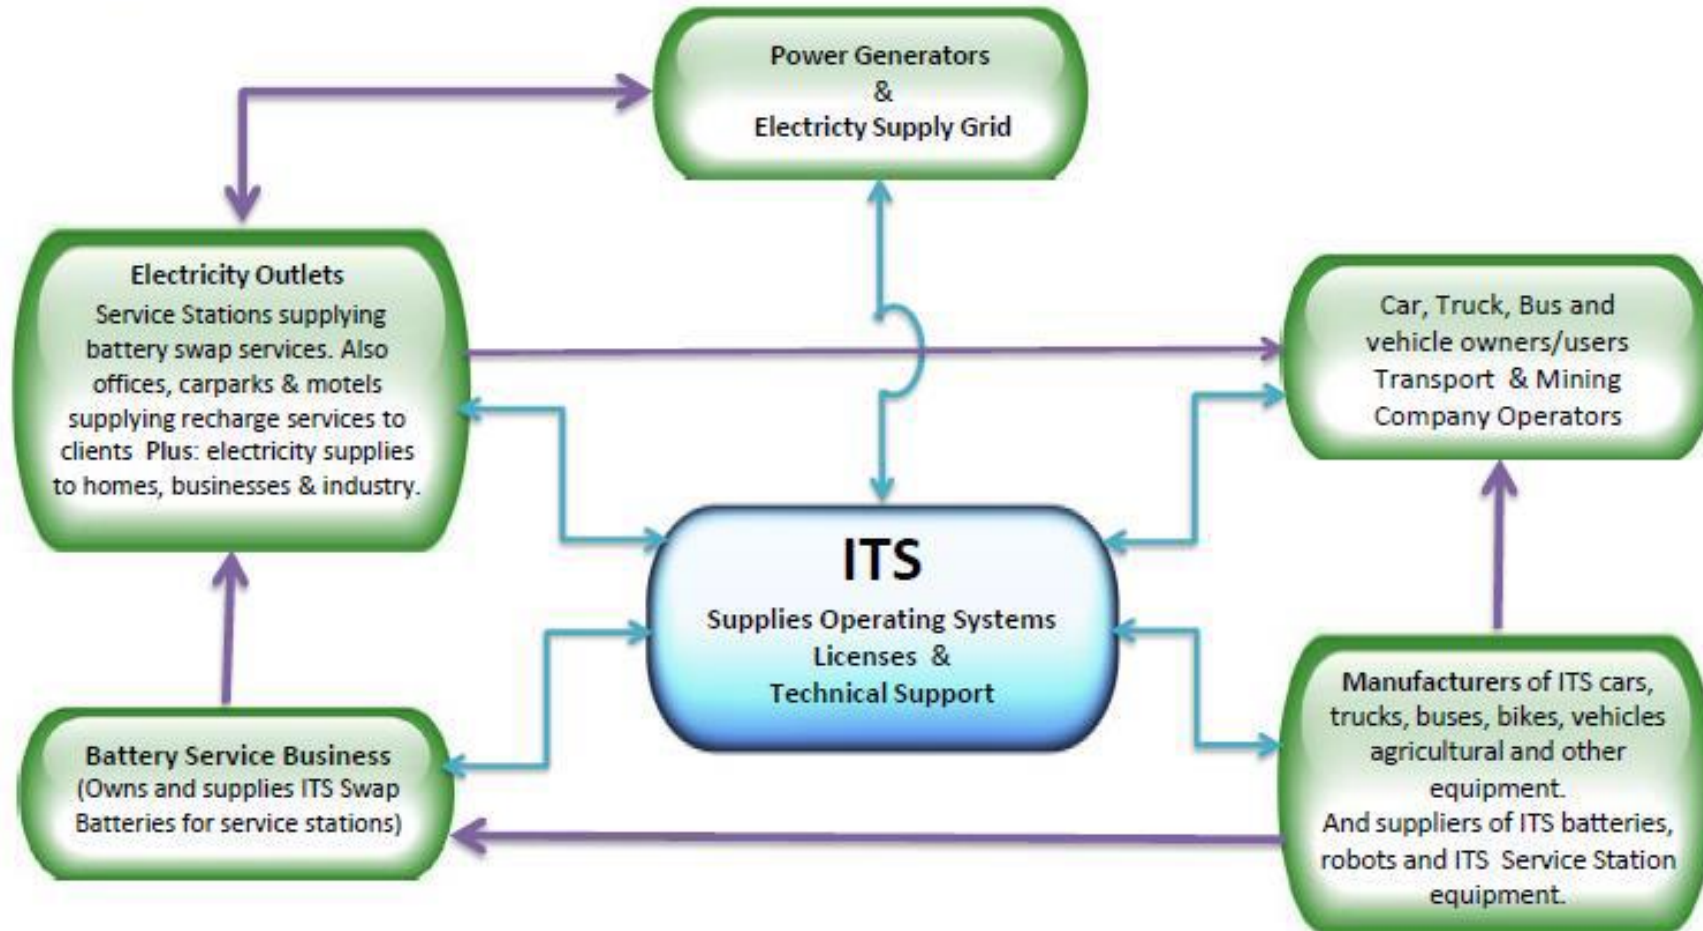 Power Generators
&
Electricty Supply Grid
Electricity Outlets
Service Stations supplying
battery swap services. Also
offices, carparks & motels
supplying recharge services to
clients Plus: electricity supplies
to homes, businesses & industry.
Car, Truck, Bus and
vehicle owners/users
Transport & Mining
Company Operators
ITS
Supplies Operating Systems
Licenses &
Technical Support
Battery Service Business
(Owns and supplies ITS Swap
Batteries for service stations)
Manufacturers of ITS cars,
trucks, buses, bikes, vehicles
agricultural and other
equipment.
And suppliers of ITS batteries,
robots and ITS Service Station
equipment.